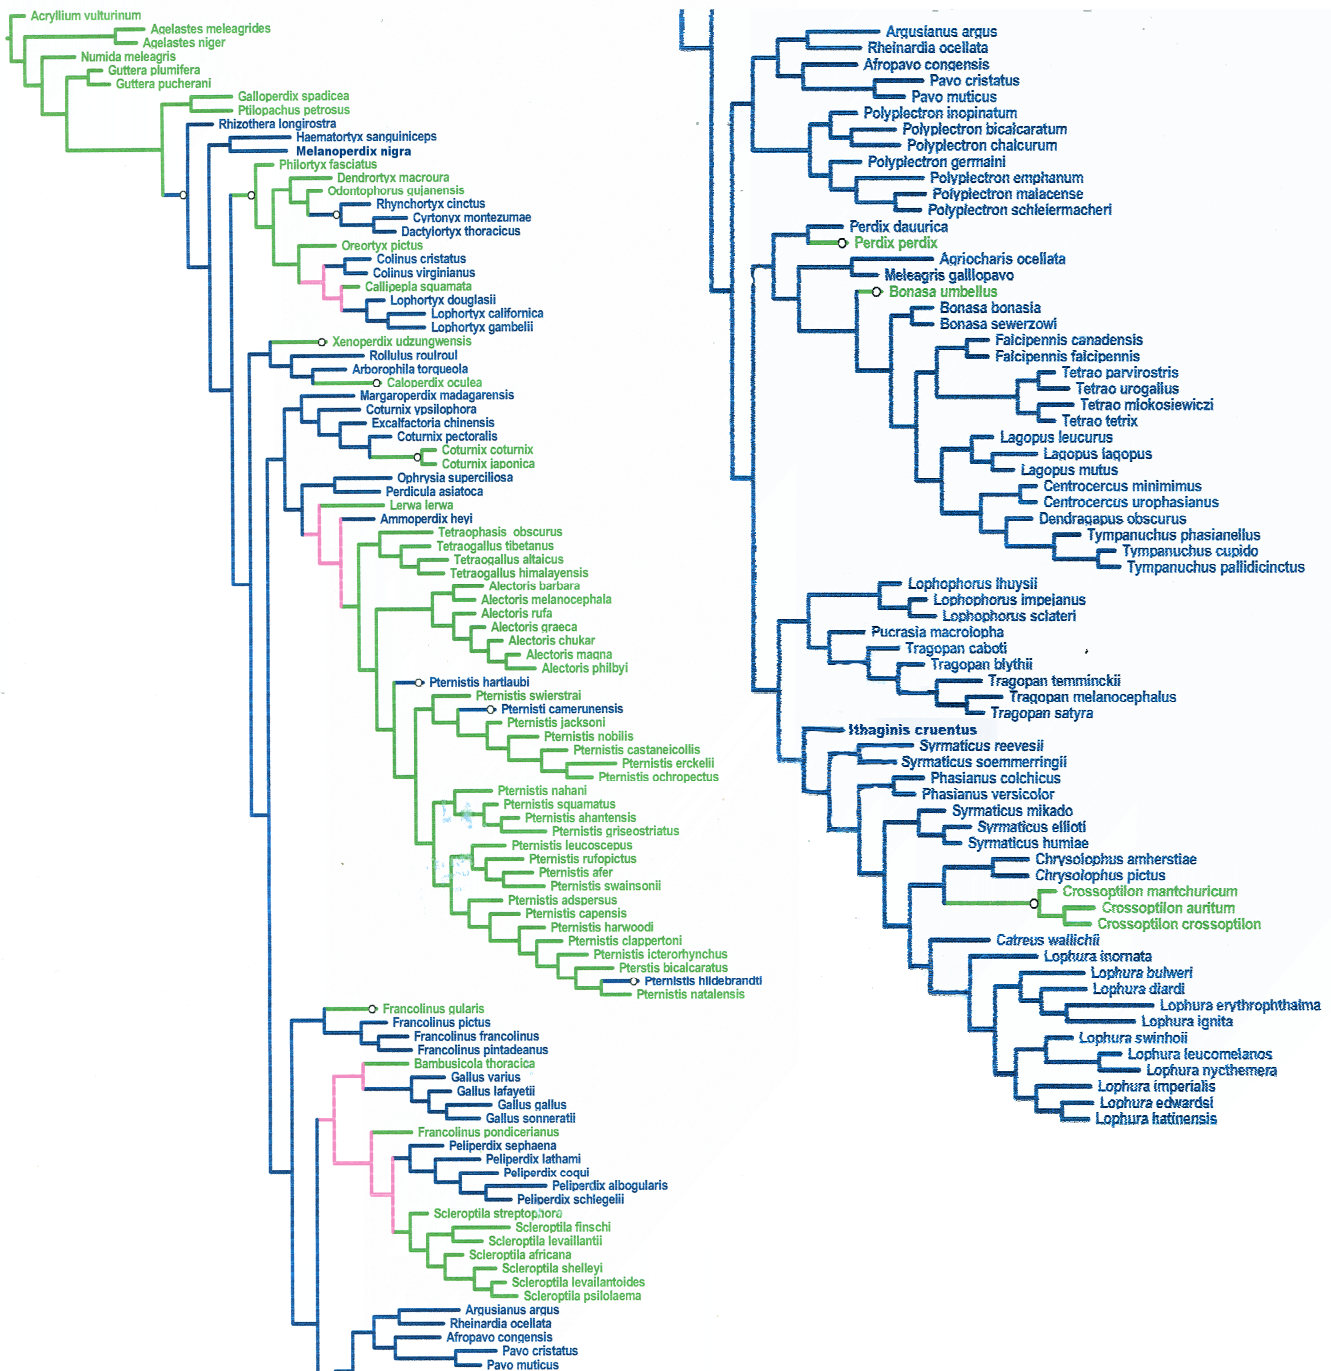 Acryllium vulturinum
Agelastes meleagrides
Agelastes niger
Numida meleagris
Guttera plumifera
Guttera pucherani
Galloperdix spadicea
Ptilopachus petrosus
Rhizothera longirostra
Haematortyx sanguiniceps
Melanoperdix nigra
Philortyx fasciatus
Dendrortyx macroura
Odontophorus gujanensis
Rhynchortyx cinctus
Cyrtonyx montezumae
Dactylortyx thoracicus
Oreortyx pictus
Colinus cristatus
Colinus virginianus
Callipepla squamata
Lophortyx douglasii
Lophortyx californica
Lophortyx gambelii
Xenoperdix udzungwensis
Rollulus roulroul
Arborophila torqueola
Caloperdix oculea
Margaroperdix madagarensis
Coturnix ypsilophora
Excalfactoria chinensis
Coturnix pectoralis
Coturnix coturnix
Coturnix japonica
Ophrysia superciliosa
Perdicula asiatoca
Lerwa lerwa
Ammoperdix heyi
Tetraophasis obscurus
Tetraogallus tibetanus
Tetraogallus altaicus
Tetraogallus himalayensis
Alectoris barbara
Alectoris melanocephala
Alectoris rufa
Alectoris graeca
Alectoris chukar
Alectoris magna
Alectoris philbyi
Pternistis hartlaubi
Pternistis swierstrai
Pternisti camerunensis
Pternistis jacksoni
Pternistis nobilis
Pternistis castaneicollis
Pternistis erckelii
Pternistis ochropectus
Pternistis nahani
Pternistis squamatus
Pternistis ahantensis
Pternistis griseostriatus
Pternistis leucoscepus
Pternistis rufopictus
Pternistis afer
Pternistis swainsonii
Pternistis adspersus
Pternistis capensis
Pternistis harwoodi
Pternistis clappertoni
Pternistis icterorhynchus
Pterstis bicalcaratus
Pternistis hildebrandti
Pternistis natalensis
Francolinus gularis
Francolinus pictus
Francolinus francolinus
Francolinus pintadeanus
Bambusicola thoracica
Gallus varius
Gallus lafayetii
Gallus gallus
Gallus sonneratii
Francolinus pondicerianus
Peliperdix sephaena
Peliperdix lathami
Peliperdix coqui
Peliperdix albogularis
Peliperdix schlegelii
Scleroptila streptophora
Scleroptila finschi
Scleroptila levaillantii
Scleroptila africana
Scleroptila shelleyi
Scleroptila levailantoides
Scleroptila psilolaema
Argusianus argus
Rheinardia ocellata
Afropavo congensis
Pavo cristatus
Pavo muticus
Argusianus argus
Rheinardia ocellata
Afropavo congensis
Pavo cristatus
Pavo muticus
Polyplectron inopinatum
Polyplectron bicalcaratum
Polyplectron chalcurum
Polyplectron germaini
Polyplectron emphanum
Polyplectron malacense
Polyplectron schleiermacheri
Perdix dauurica
Perdix perdix
Agriocharis ocellata
Meleagris galllopavo
Bonasa umbellus
Bonasa bonasia
Bonasa sewerzowi
Falcipennis canadensis
Falcipennis falcipennis
Tetrao parvirostris
Tetrao urogallus
Tetrao mlokosiewiczi
Tetrao tetrix
Lagopus leucurus
Lagopus lagopus
Lagopus mutus
Centrocercus minimimus
Centrocercus urophasianus
Dendragapus obscurus
Tympanuchus phasianellus
Tympanuchus cupido
Tympanuchus pallidicinctus
Lophophorus lhuysii
Lophophorus impejanus
Lophophorus sclateri
Pucrasia macrolopha
Tragopan caboti
Tragopan blythii
Tragopan temminckii
Tragopan melanocephalus
Tragopan satyra
Ithaginis cruentus
Syrmaticus reevesii
Syrmaticus soemmerringii
Phasianus colchicus
Phasianus versicolor
Syrmaticus mikado
Syrmaticus ellioti
Syrmaticus humiae
Chrysolophus amherstiae
Chrysolophus pictus
Crossoptilon mantchuricum
Crossoptilon auritum
Crossoptilon crossoptilon
Catreus wallichii
Lophura inornata
Lophura bulweri
Lophura diardi
Lophura erythrophthalma
Lophura ignita
Lophura swinhoii
Lophura leucomelanos
Lophura nycthemera
Lophura imperialis
Lophura edwardsi
Lophura hatinensis